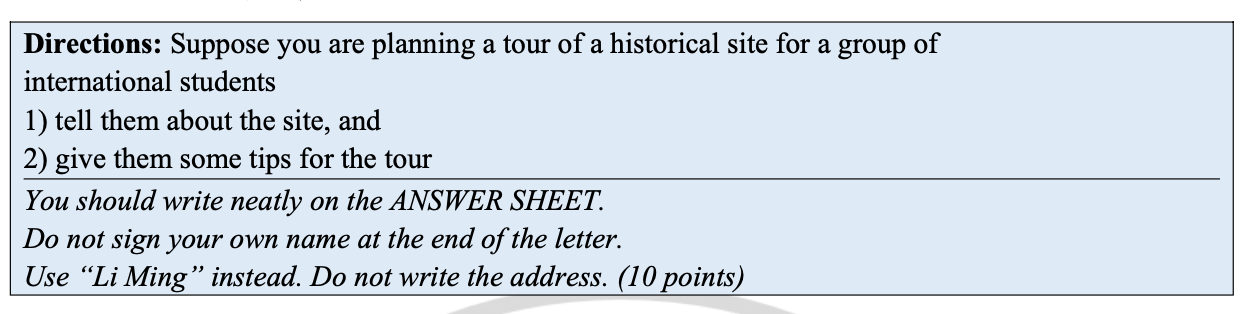 Directions: Suppose you are planning a tour of a historical site for a group of
international students
1) tell them about the site, and
2) give them some tips for the tour
You should write neatly on the ANSWER SHEET.
Do not sign your own name at the end of the letter.
Use “Li Ming” instead. Do not write the address. (10 points)